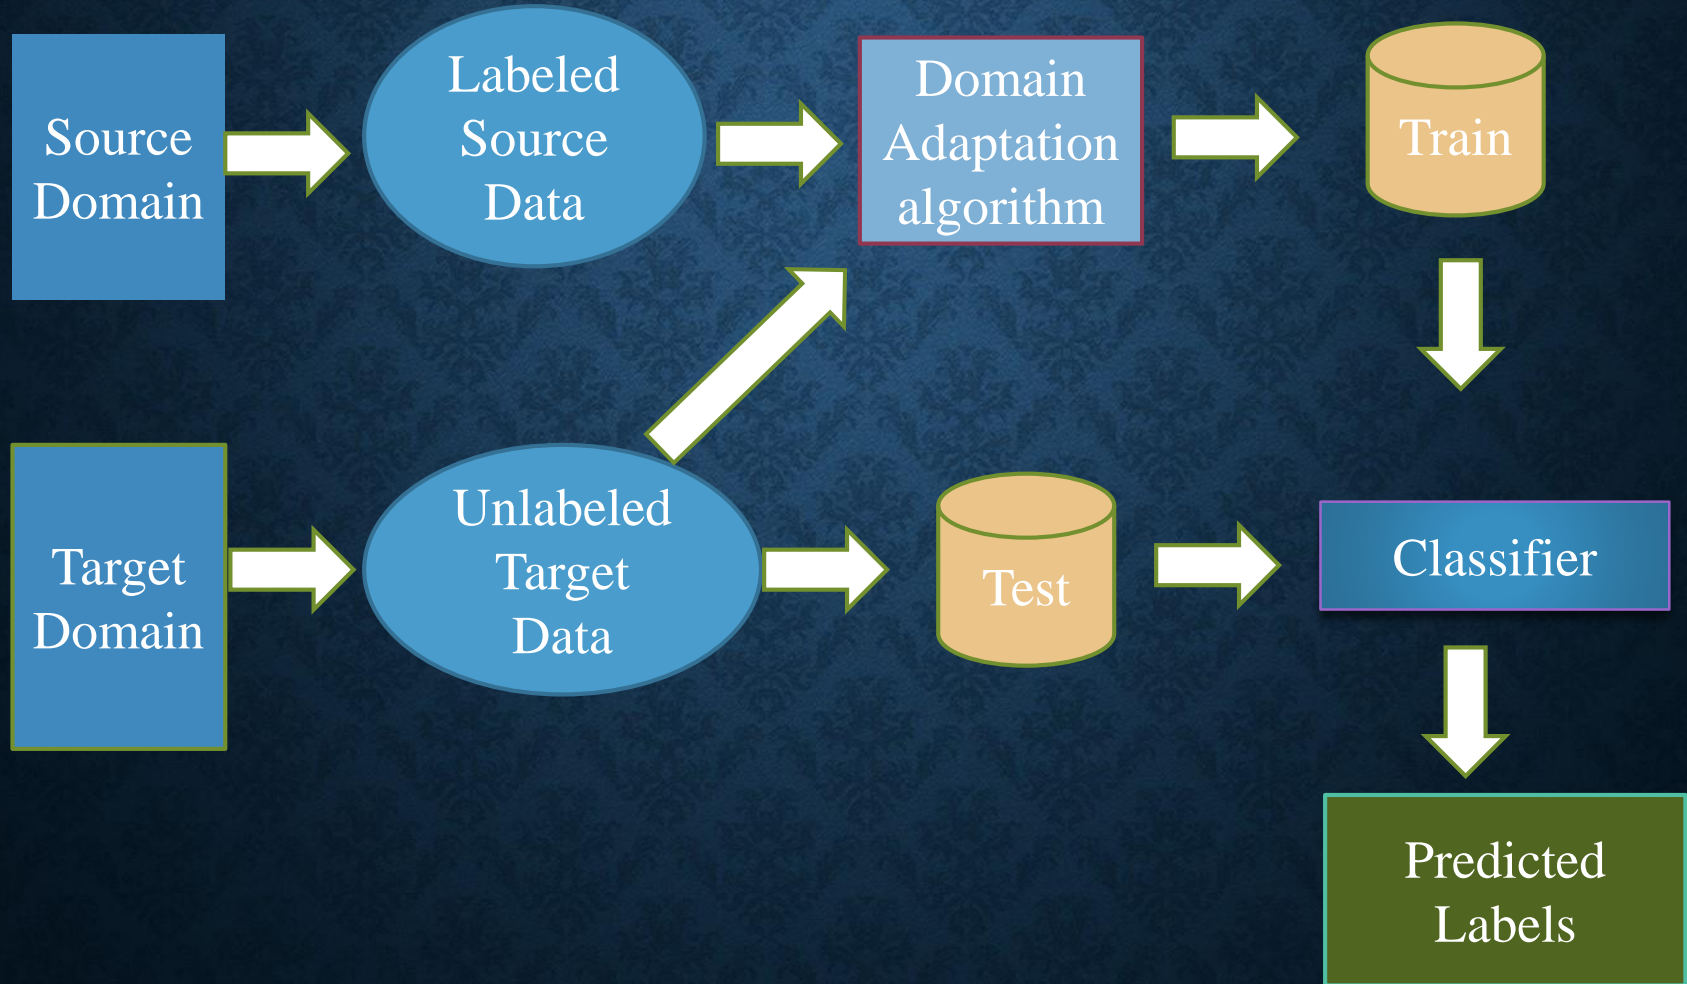 Source
Domain
Labeled
Source
Data
Domain
Adaptation
algorithm
Train
Target
Domain
Unlabeled
Target
Data
Test
Classifier
Predicted
Labels